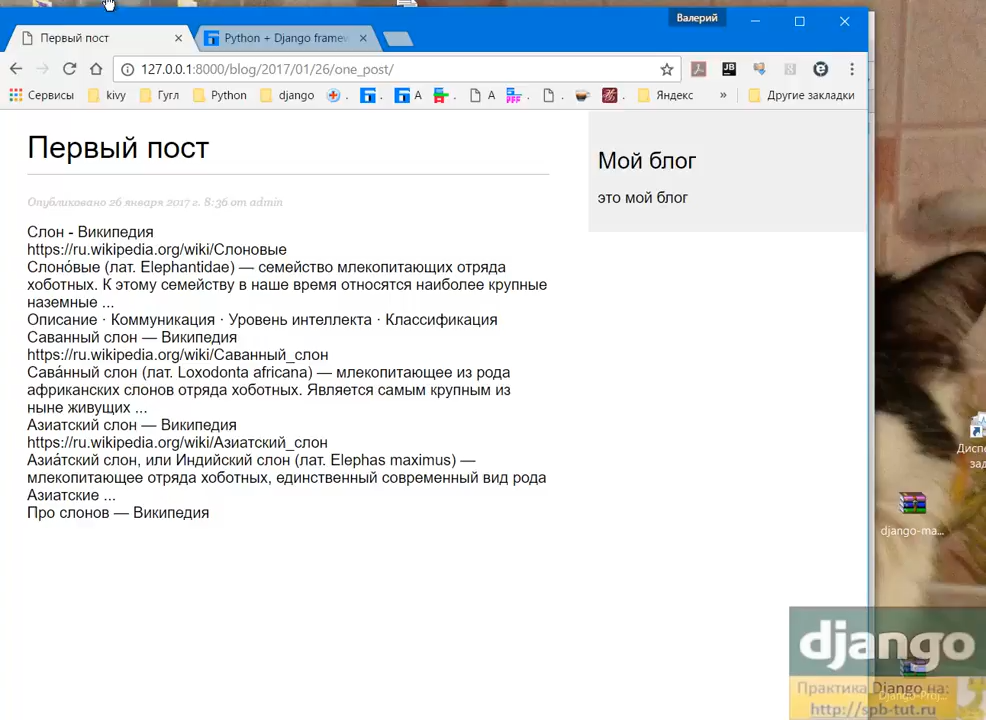 Валерий
Первый пост
Python + Django framew
127.0.0.1:8000/blog/2017/01/26/one_post/
Сервисы
kivy
Гугл
Python
django
A
A
Яндекс
»
Другие закладки
Первый пост
Опубликовано 26 января 2017 г. 8:36 от admin
Слон - Википедия
https://ru.wikipedia.org/wiki/Слоновые
Слоно́вые (лат. Elephantidae) — семейство млекопитающих отряда
хоботных. К этому семейству в наше время относятся наиболее крупные
наземные ...
Описание · Коммуникация · Уровень интеллекта · Классификация
Саванный слон — Википедия
https://ru.wikipedia.org/wiki/Саванный_слон
Сава́нный слон (лат. Loxodonta africana) — млекопитающее из рода
африканских слонов отряда хоботных. Является самым крупным из
ныне живущих ...
Азиатский слон — Википедия
https://ru.wikipedia.org/wiki/Азиатский_слон
Азиа́тский слон, или Индийский слон (лат. Elephas maximus) —
млекопитающее отряда хоботных, единственный современный вид рода
Азиатские ...
Про слонов — Википедия
Мой блог
это мой блог
Диспе
зад
django-ma...
django
Практика Django на:
http://spb-tut.ru